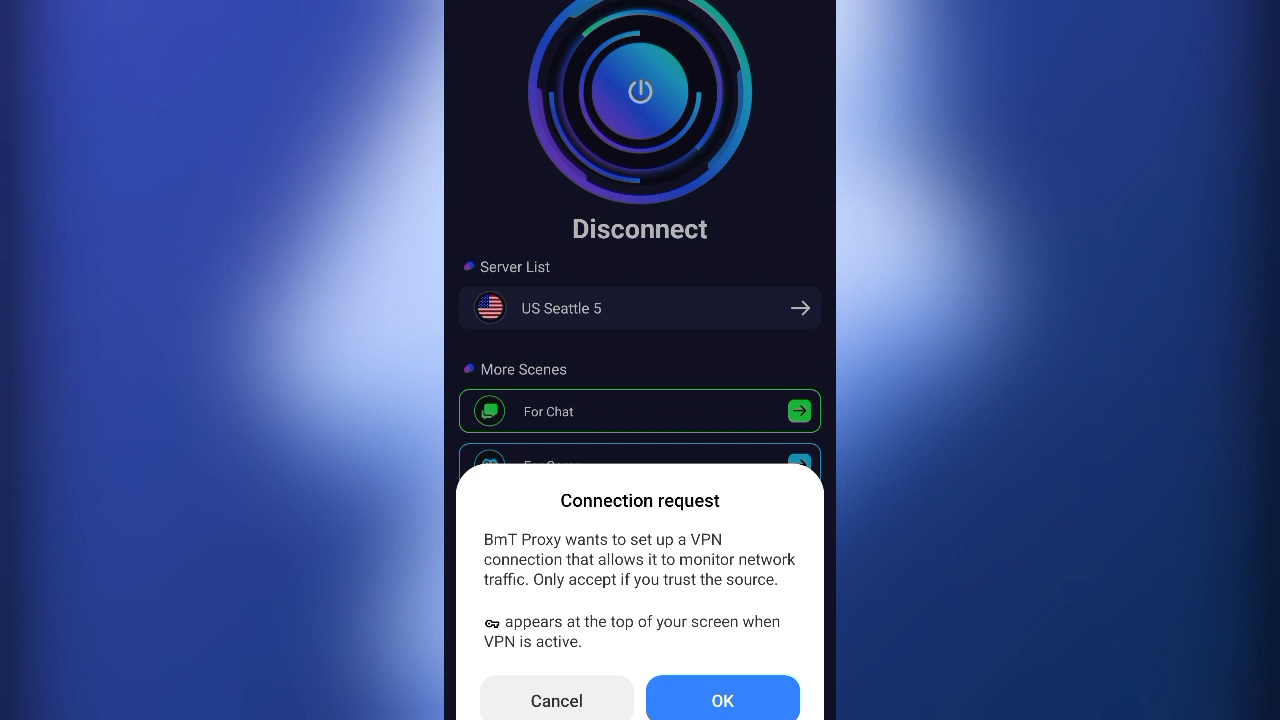 Disconnect
Server List
US Seattle 5
More Scenes
For Chat
Connection request
BmT Proxy wants to set up a VPN
connection that allows it to monitor network
traffic. Only accept if you trust the source.
appears at the top of your screen when
VPN is active.
Cancel
OK